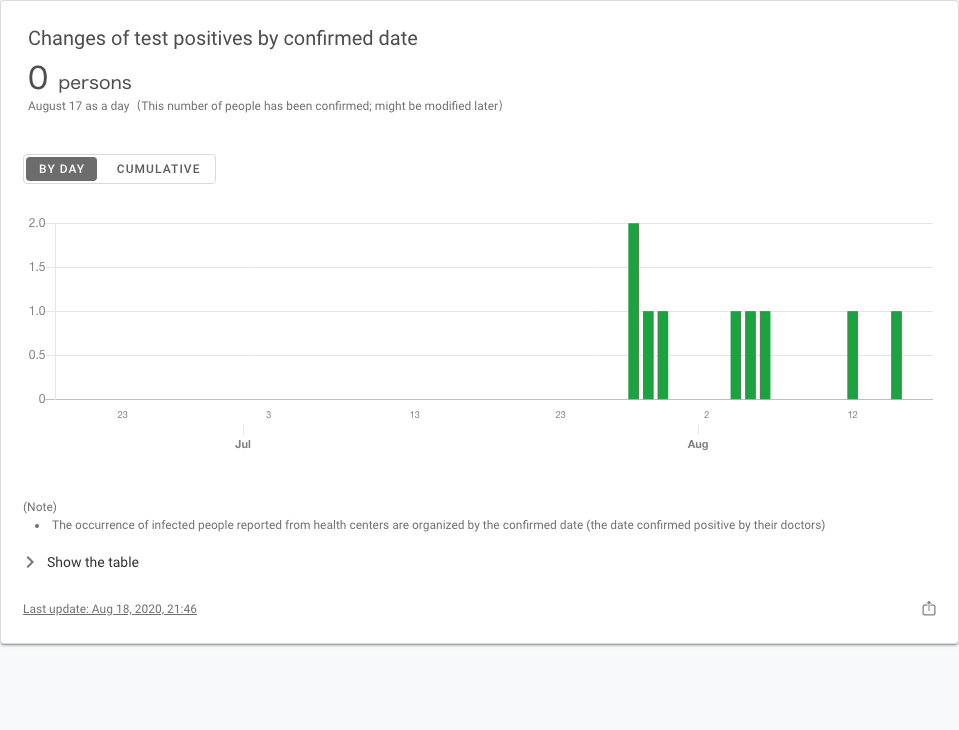 Changes of test positives by confirmed date
0 persons
August 17 as a day（This number of people has been confirmed; might be modified later）
BY DAY CUMULATIVE
2.0
1.5
1.0
0.5
0
23 3 13 23 2 12
Jul Aug
(Note)
• The occurrence of infected people reported from health centers are organized by the confirmed date (the date confirmed positive by their doctors)
Show the table
Last update: Aug 18, 2020, 21:46